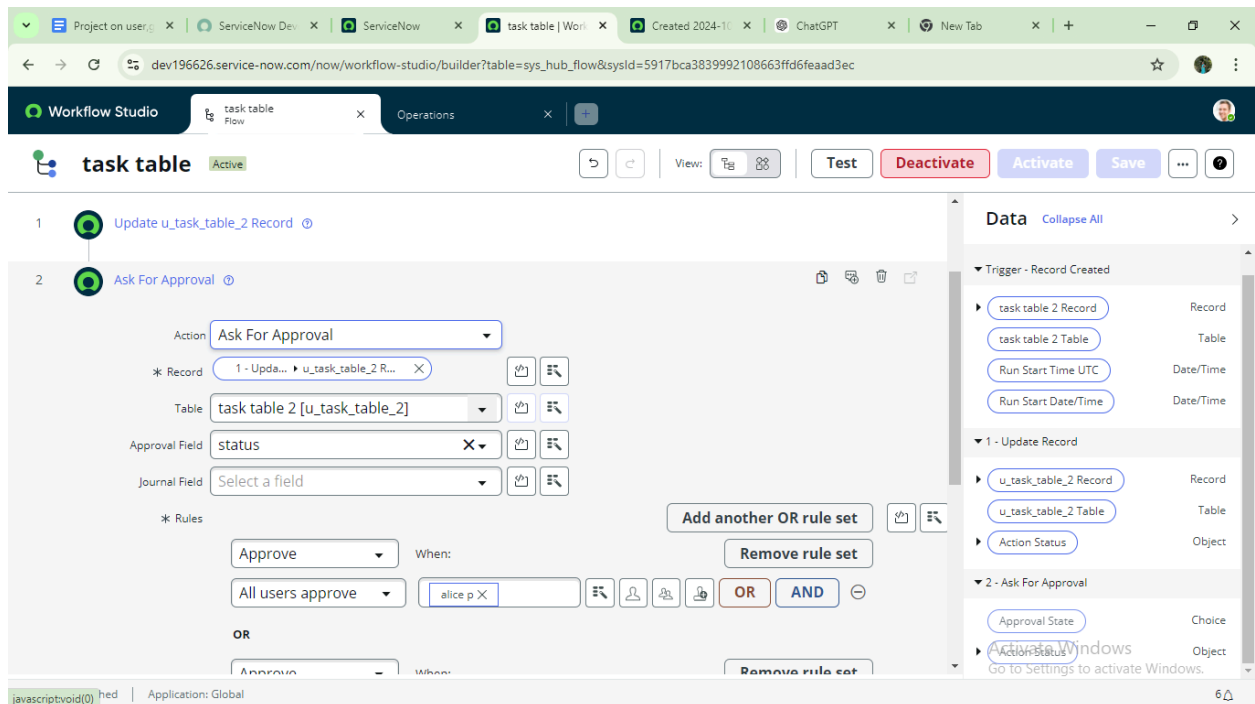 Project on user,g
ServiceNow Dev
ServiceNow
task table | Work
Created 2024-10
ChatGPT
New Tab
dev196626.service-now.com/now/workflow-studio/builder?table=sys_hub_flow&sysId=5917bca3839992108663ffd6feaad3ec
Workflow Studio
task table
Flow
Operations
task table
Active
View:
Test
Deactivate
Activate
Save
1
Update u_task_table_2 Record
2
Ask For Approval
Action
Ask For Approval
* Record
1 - Upda... ▸ u_task_table_2 R...
Table
task table 2 [u_task_table_2]
Approval Field
status
Journal Field
Select a field
* Rules
Add another OR rule set
Approve
When:
Remove rule set
All users approve
alice p
OR
AND
OR
Approve
When:
Remove rule set
Data
Collapse All
Trigger - Record Created
task table 2 Record
Record
task table 2 Table
Table
Run Start Time UTC
Date/Time
Run Start Date/Time
Date/Time
1 - Update Record
u_task_table_2 Record
Record
u_task_table_2 Table
Table
Action Status
Object
2 - Ask For Approval
Approval State
Choice
Action Status
Object
Activate Windows
Go to Settings to activate Windows.
javascript:void(0)
hed
Application: Global
6